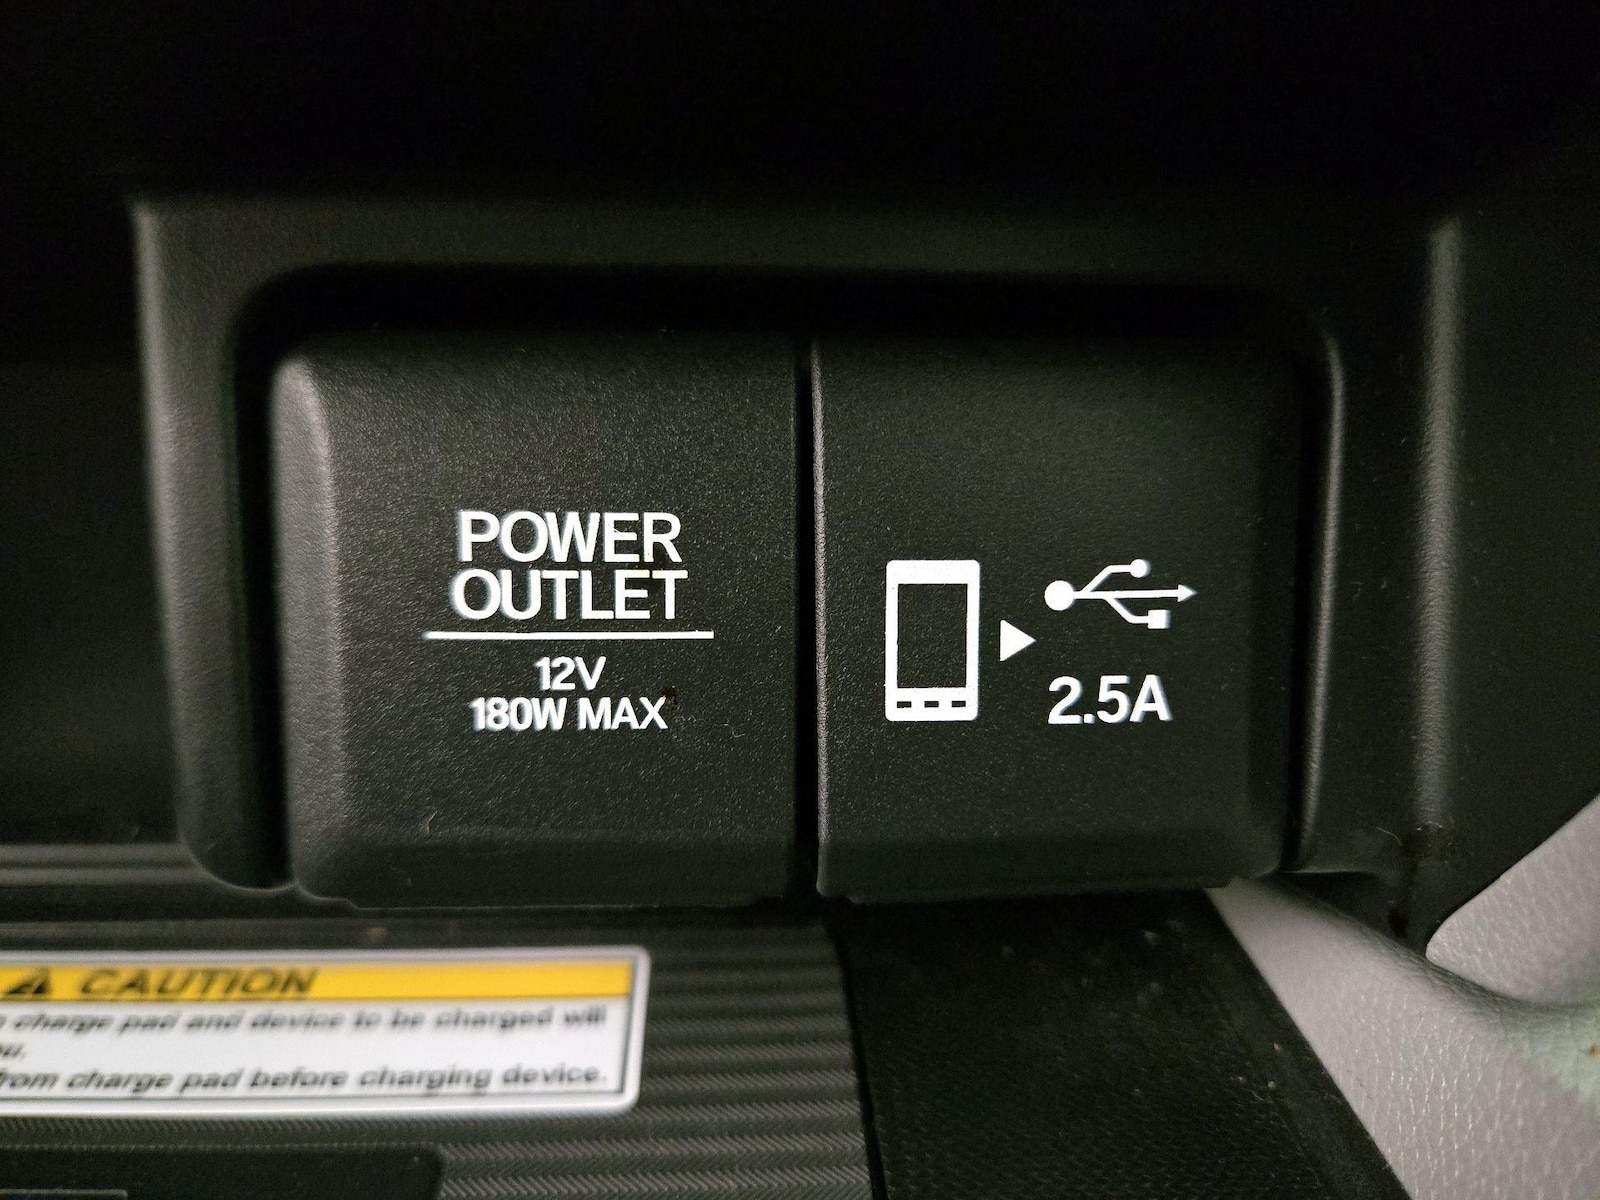 POWER
OUTLET
12V
180W MAX
2.5A
CAUTION
charge pad and device to be charged will
from charge pad before charging device.